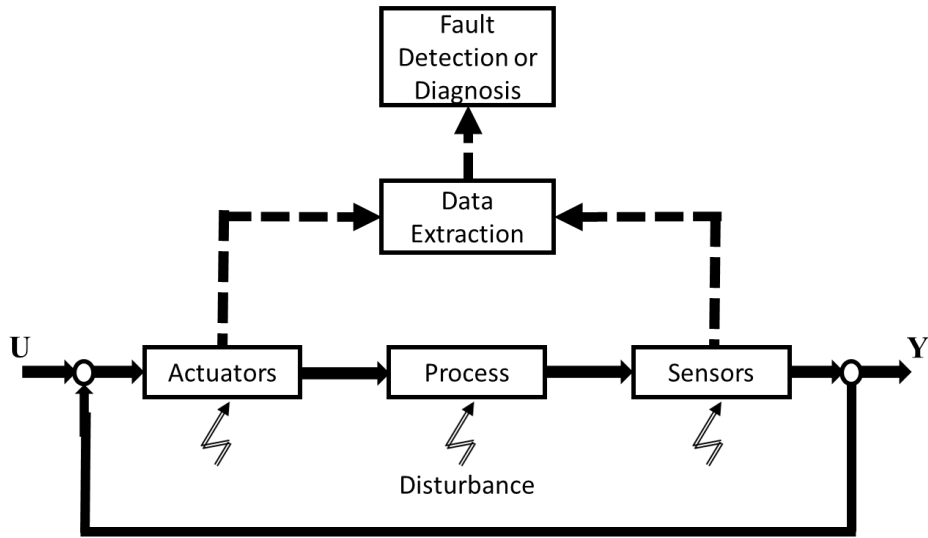 Fault
Detection or
Diagnosis
Data
Extraction
U
Y
Actuators
Process
Sensors
Disturbance